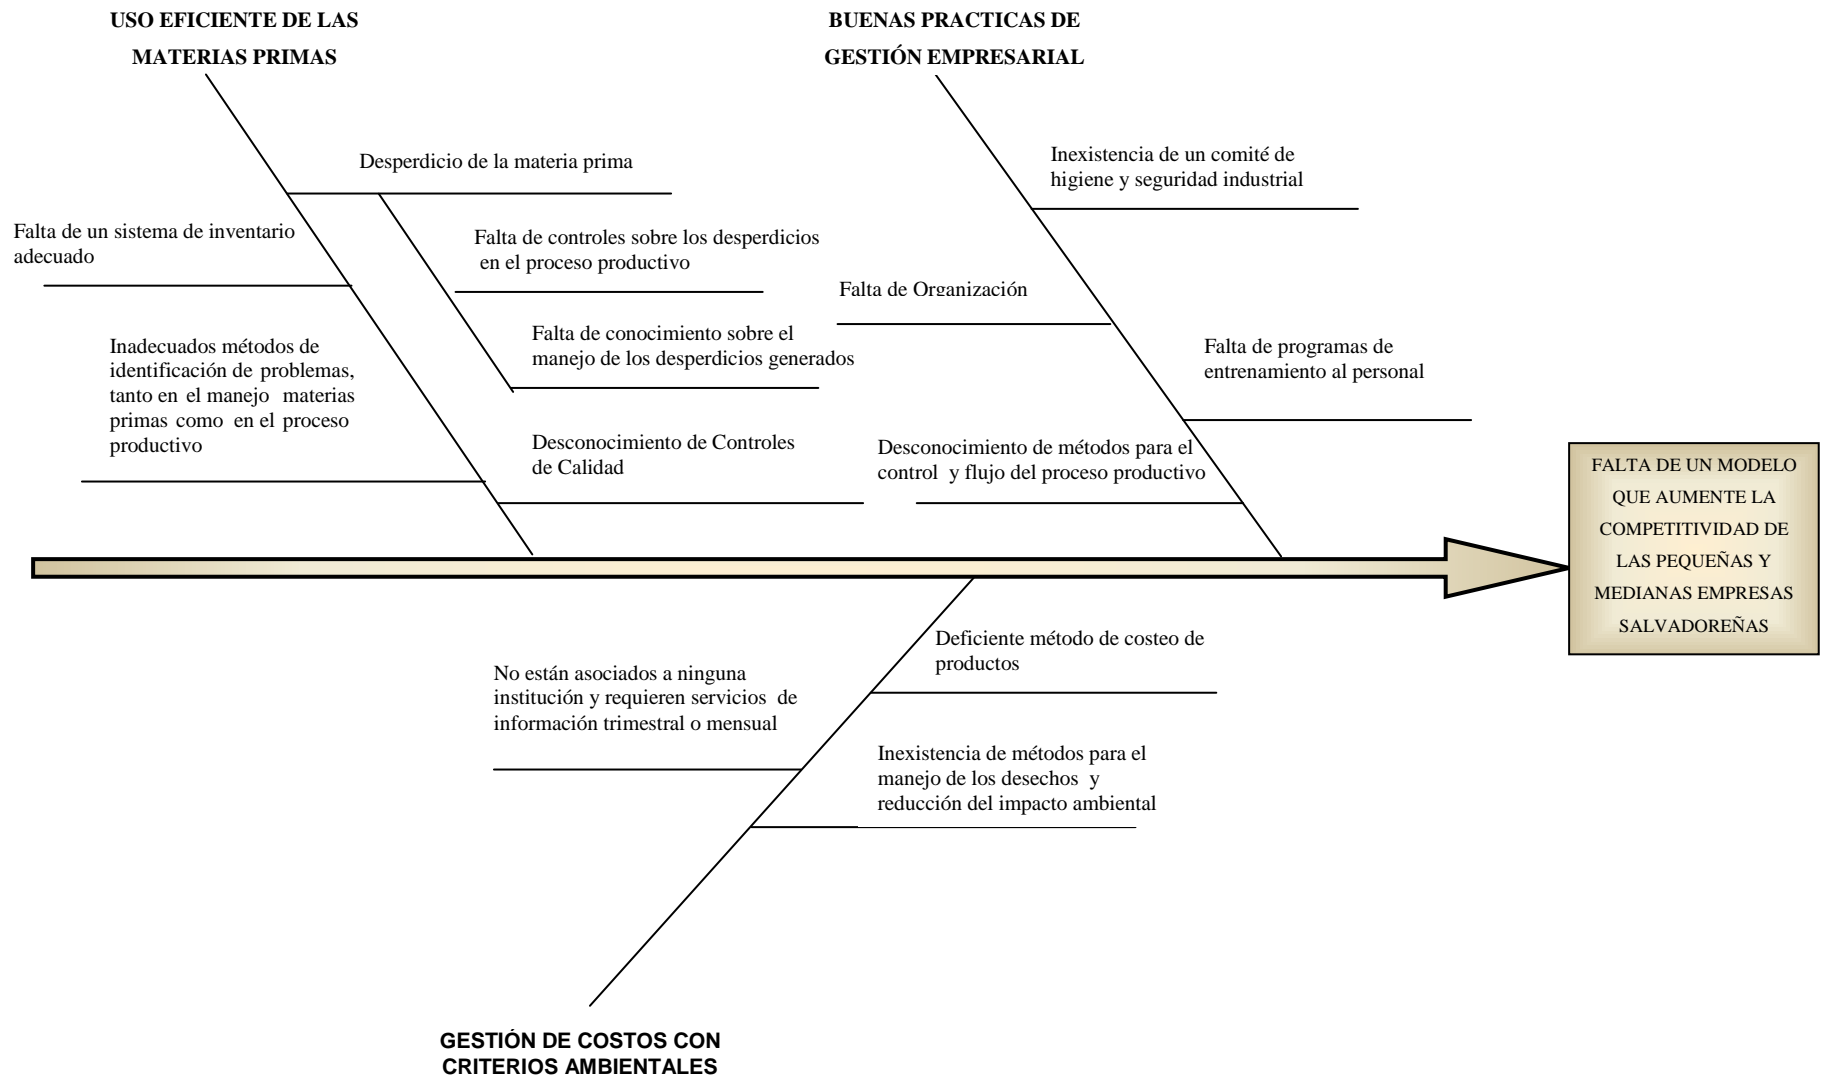 USO EFICIENTE DE LAS
MATERIAS PRIMAS
BUENAS PRACTICAS DE
GESTIÓN EMPRESARIAL
Desperdicio de la materia prima
Inexistencia de un comité de
higiene y seguridad industrial
Falta de un sistema de inventario
adecuado
Falta de controles sobre los desperdicios
en el proceso productivo
Falta de Organización
Inadecuados métodos de
identificación de problemas,
tanto en el manejo materias
primas como en el proceso
productivo
Falta de conocimiento sobre el
manejo de los desperdicios generados
Falta de programas de
entrenamiento al personal
Desconocimiento de Controles
de Calidad
Desconocimiento de métodos para el
control y flujo del proceso productivo
FALTA DE UN MODELO
QUE AUMENTE LA
COMPETITIVIDAD DE
LAS PEQUEÑAS Y
MEDIANAS EMPRESAS
SALVADOREÑAS
Deficiente método de costeo de
productos
No están asociados a ninguna
institución y requieren servicios de
información trimestral o mensual
Inexistencia de métodos para el
manejo de los desechos y
reducción del impacto ambiental
GESTIÓN DE COSTOS CON
CRITERIOS AMBIENTALES